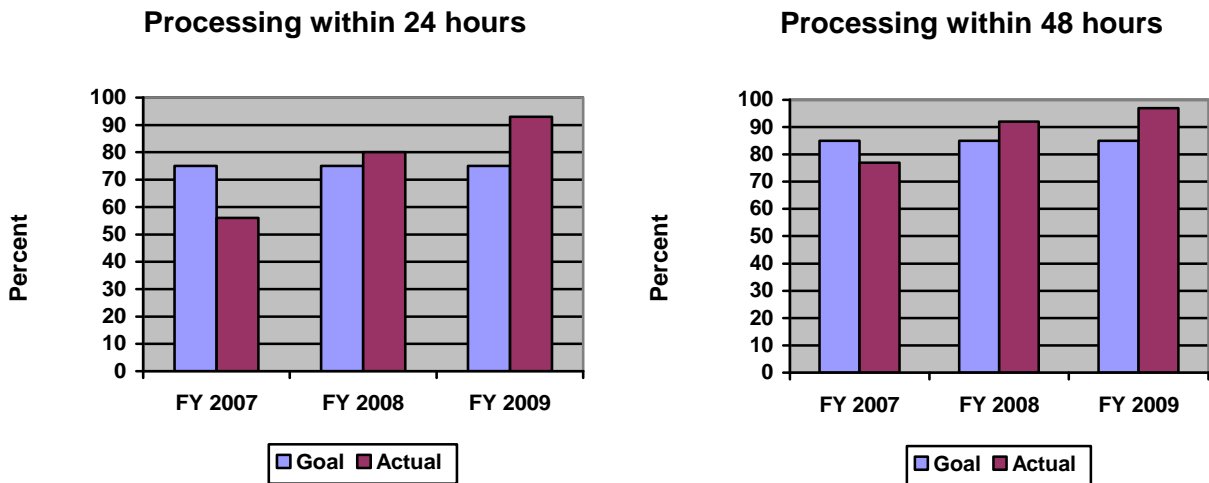 Processing within 24 hours
Percent
100
90
80
70
60
50
40
30
20
10
0
FY 2007 FY 2008 FY 2009
Goal Actual
Processing within 48 hours
Percent
100
90
80
70
60
50
40
30
20
10
0
FY 2007 FY 2008 FY 2009
Goal Actual